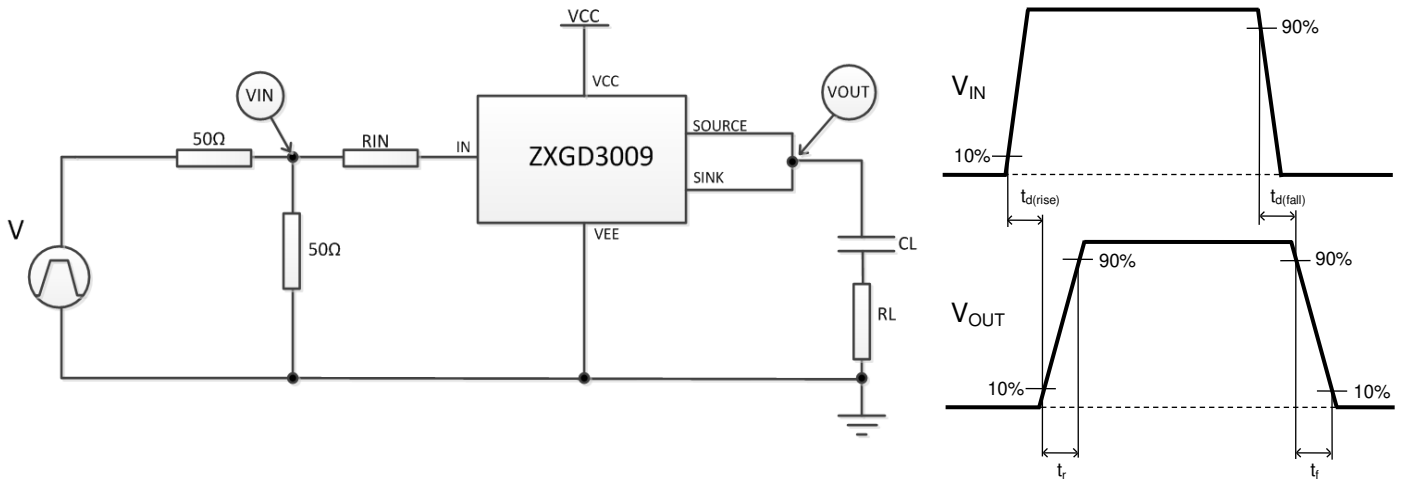 VCC
VCC
VIN
VOUT
50Ω
RIN
IN
ZXGD3009
SOURCE
SINK
V
50Ω
VEE
CL
RL
90%
VIN
10%
td(rise)
td(fall)
90%
90%
VOUT
10%
10%
tr
tf